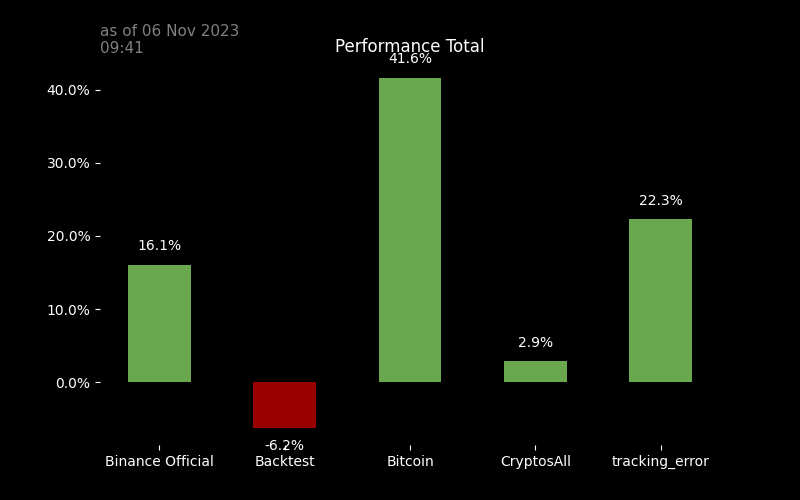 as of 06 Nov 2023
09:41
Performance Total
41.6%
40.0%
30.0%
22.3%
20.0%
16.1%
10.0%
2.9%
0.0%
-6.2%
Binance Official
Backtest
Bitcoin
CryptosAll
tracking_error